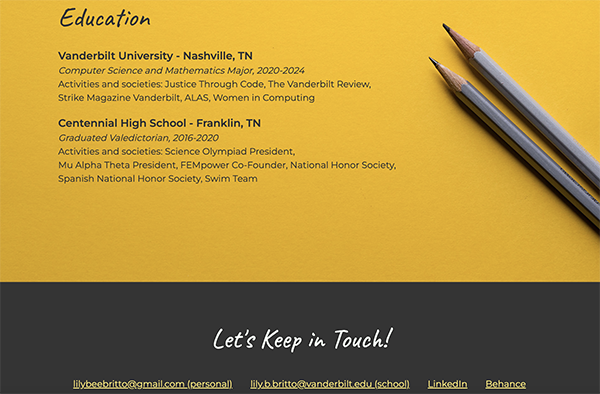 Education
Vanderbilt University - Nashville, TN
Computer Science and Mathematics Major, 2020-2024
Activities and societies: Justice Through Code, The Vanderbilt Review,
Strike Magazine Vanderbilt, ALAS, Women in Computing
Centennial High School - Franklin, TN
Graduated Valedictorian, 2016-2020
Activities and societies: Science Olympiad President,
Mu Alpha Theta President, FEMpower Co-Founder, National Honor Society,
Spanish National Honor Society, Swim Team
Let's Keep in Touch!
lilybeebritto@gmail.com (personal) lily.b.britto@vanderbilt.edu (school) LinkedIn Behance